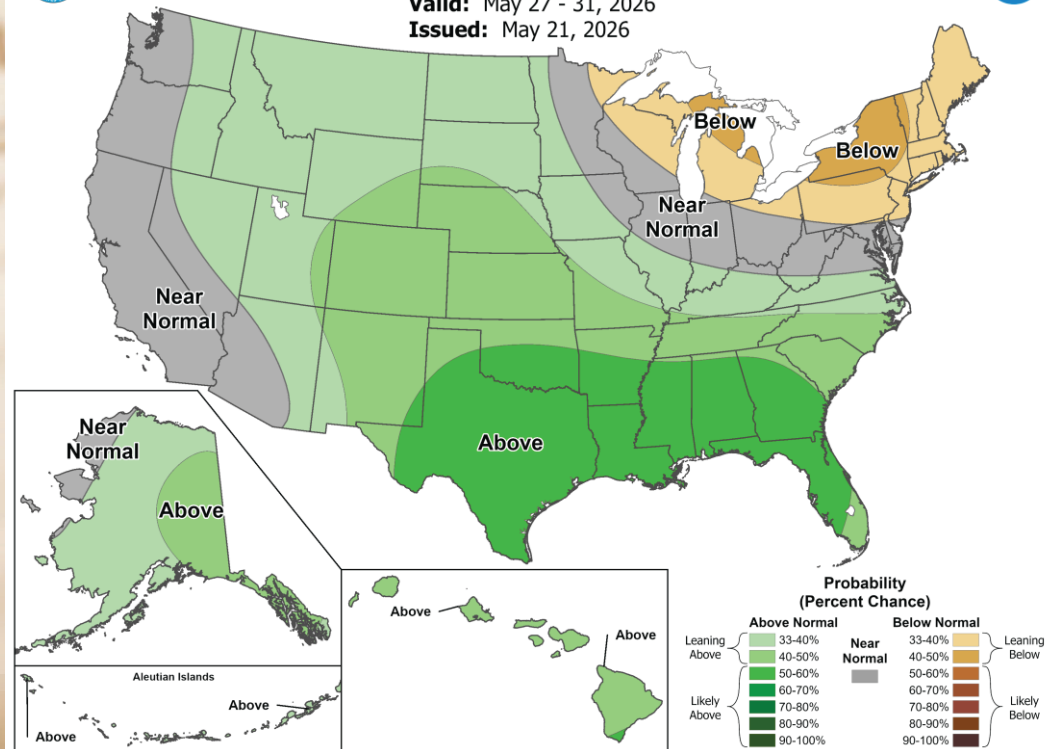 Valid: May 27 - 31, 2026
Issued: May 21, 2026
Below
Below
Near
Normal
Near
Normal
Above
Near
Normal
Above
Above
Above
Aleutian Islands
Above
Above
Probability
(Percent Chance)
Above Normal
Below Normal
Leaning
Above
33-40%
40-50%
Likely
Above
50-60%
60-70%
70-80%
80-90%
90-100%
Near
Normal
33-40%
40-50%
Leaning
Below
50-60%
60-70%
70-80%
80-90%
90-100%
Likely
Below